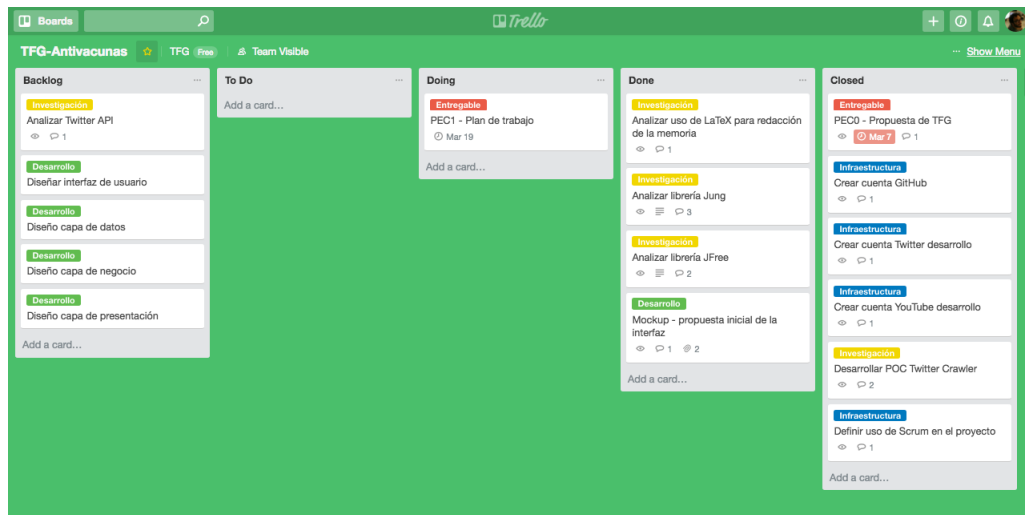 Boards
Trello
TFG-Antivacunas
TFG Free
Team Visible
... Show Menu
Backlog ...
Investigación
Analizar Twitter API
1
Desarrollo
Diseñar interfaz de usuario
Desarrollo
Diseño capa de datos
Desarrollo
Diseño capa de negocio
Desarrollo
Diseño capa de presentación
Add a card...
To Do ...
Add a card...
Doing ...
Entregable
PEC1 - Plan de trabajo
Mar 19
Add a card...
Done ...
Investigación
Analizar uso de LaTeX para redacción
de la memoria
1
Investigación
Analizar librería Jung
3
Investigación
Analizar librería JFree
2
Desarrollo
Mockup - propuesta inicial de la
interfaz
1 2
Add a card...
Closed ...
Entregable
PEC0 - Propuesta de TFG
Mar 7 1
Infraestructura
Crear cuenta GitHub
1
Infraestructura
Crear cuenta Twitter desarrollo
1
Infraestructura
Crear cuenta YouTube desarrollo
1
Investigación
Desarrollar POC Twitter Crawler
2
Infraestructura
Definir uso de Scrum en el proyecto
1
Add a card...